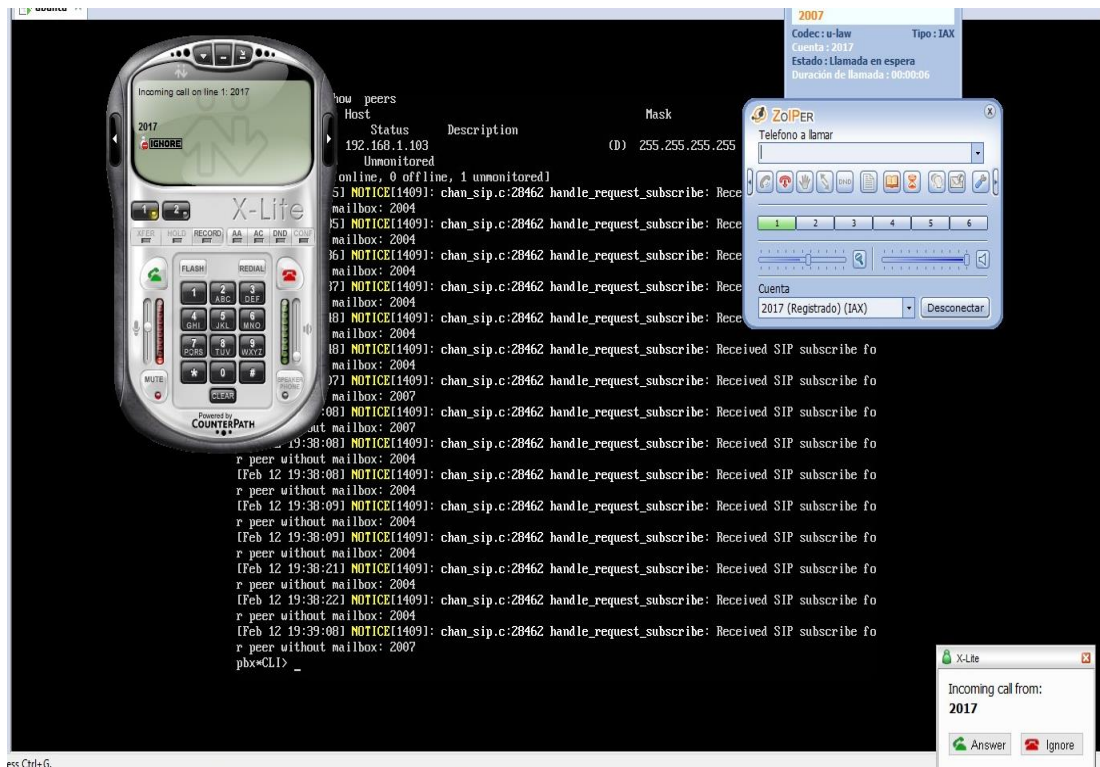 ubuntu
2007
Codec : u-law Tipo : IAX
Cuenta : 2017
Estado : Llamada en espera
Duración de llamada : 00:00:06
Incoming call on line 1: 2017
2017
IGNORE
1 2 X-Lite
XFER HOLD RECORD AA AC DND CONF
FLASH REDIAL
1 2 ABC 3 DEF
4 GHI 5 JKL 6 MNO
7 PQRS 8 TUV 9 WXYZ
* 0 #
MUTE CLEAR SPEAKER PHONE
Powered by
COUNTERPATH
ZOIPER
Telefono a llamar
DND
1 2 3 4 5 6
Cuenta
2017 (Registrado) (IAX) Desconectar
how peers
Host Mask
Status Description
192.168.1.103 (D) 255.255.255.255
Unmonitored
online, 0 offline, 1 unmonitored]
5] NOTICE[1409]: chan_sip.c:28462 handle_request_subscribe: Rece
mailbox: 2004
35] NOTICE[1409]: chan_sip.c:28462 handle_request_subscribe: Rece
mailbox: 2004
36] NOTICE[1409]: chan_sip.c:28462 handle_request_subscribe: Rece
mailbox: 2004
37] NOTICE[1409]: chan_sip.c:28462 handle_request_subscribe: Rece
mailbox: 2004
18] NOTICE[1409]: chan_sip.c:28462 handle_request_subscribe: Rece
mailbox: 2004
18] NOTICE[1409]: chan_sip.c:28462 handle_request_subscribe: Received SIP subscribe fo
mailbox: 2004
07] NOTICE[1409]: chan_sip.c:28462 handle_request_subscribe: Received SIP subscribe fo
mailbox: 2007
:08] NOTICE[1409]: chan_sip.c:28462 handle_request_subscribe: Received SIP subscribe fo
out mailbox: 2007
19:38:08] NOTICE[1409]: chan_sip.c:28462 handle_request_subscribe: Received SIP subscribe fo
r peer without mailbox: 2004
[Feb 12 19:38:08] NOTICE[1409]: chan_sip.c:28462 handle_request_subscribe: Received SIP subscribe fo
r peer without mailbox: 2004
[Feb 12 19:38:09] NOTICE[1409]: chan_sip.c:28462 handle_request_subscribe: Received SIP subscribe fo
r peer without mailbox: 2004
[Feb 12 19:38:09] NOTICE[1409]: chan_sip.c:28462 handle_request_subscribe: Received SIP subscribe fo
r peer without mailbox: 2004
[Feb 12 19:38:21] NOTICE[1409]: chan_sip.c:28462 handle_request_subscribe: Received SIP subscribe fo
r peer without mailbox: 2004
[Feb 12 19:38:22] NOTICE[1409]: chan_sip.c:28462 handle_request_subscribe: Received SIP subscribe fo
r peer without mailbox: 2004
[Feb 12 19:39:08] NOTICE[1409]: chan_sip.c:28462 handle_request_subscribe: Received SIP subscribe fo
r peer without mailbox: 2007
pbx*CLI> _
X-Lite
Incoming call from:
2017
Answer Ignore
ess Ctrl+G.